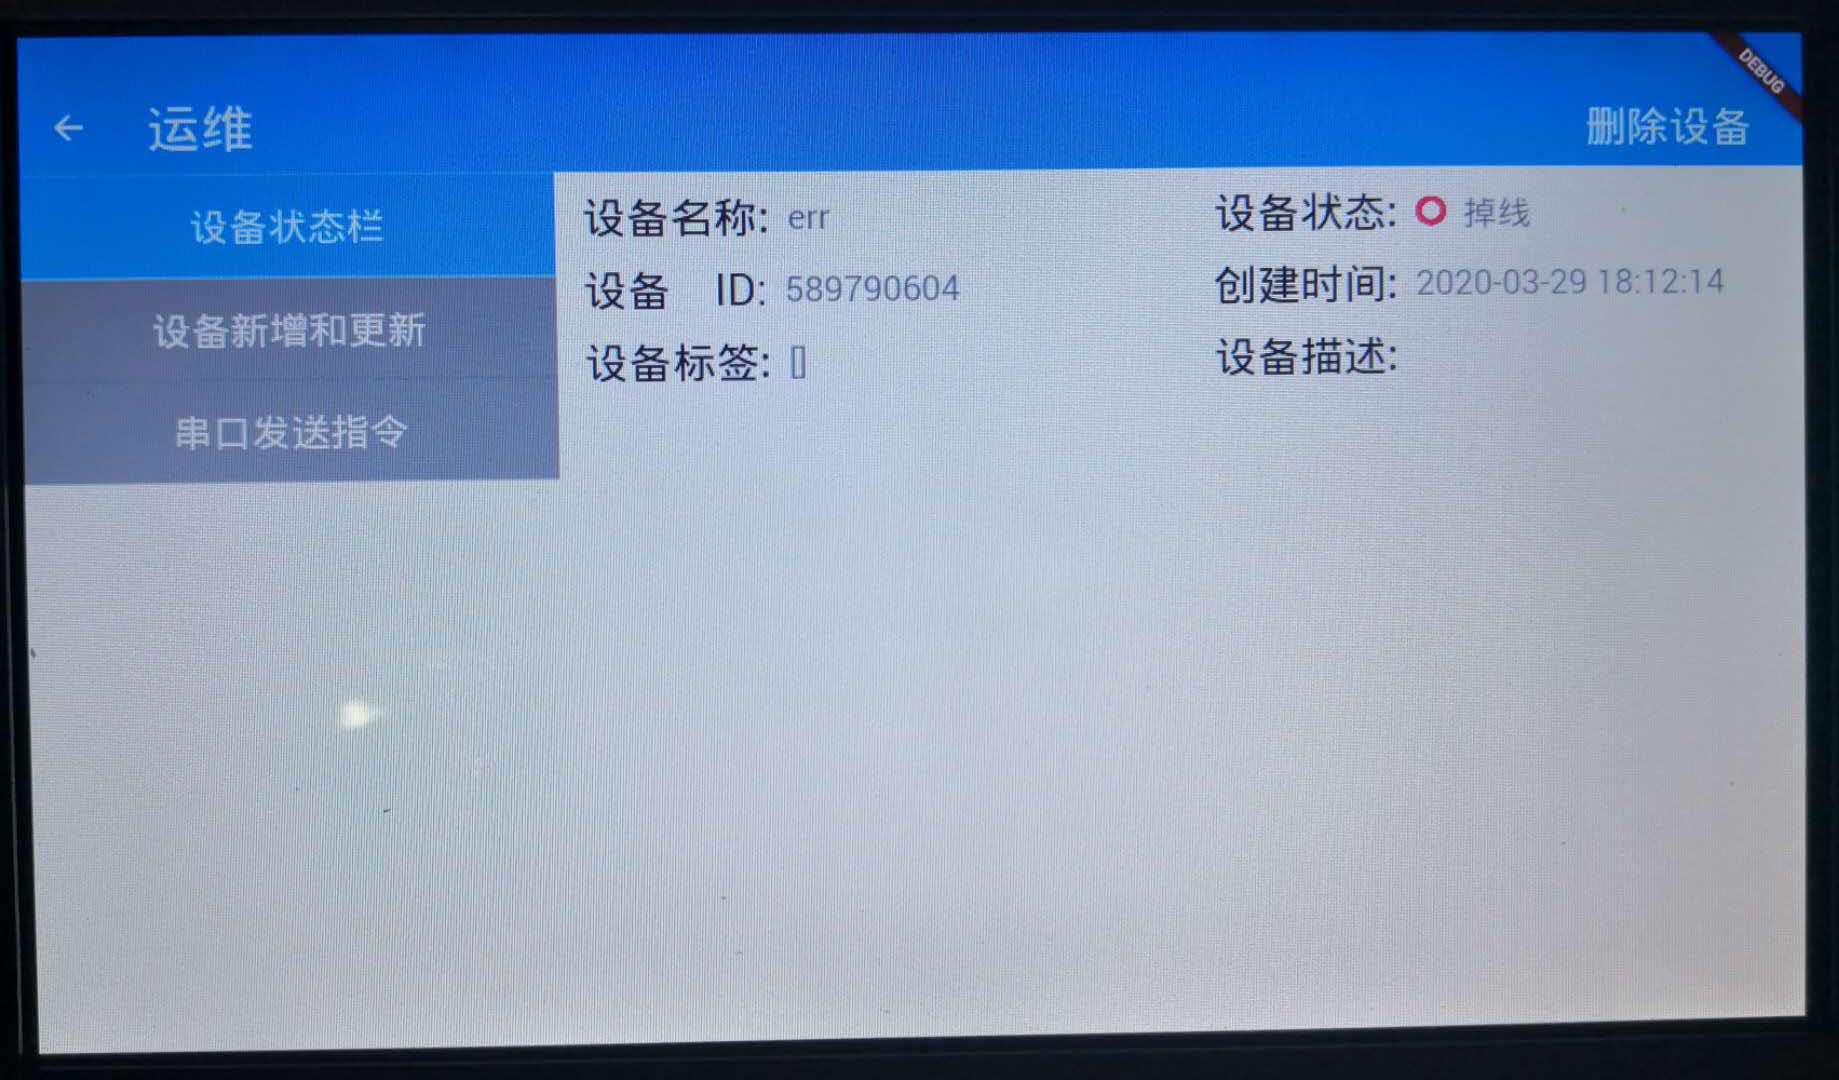 DEBUG
运维
删除设备
设备状态栏
设备新增和更新
串口发送指令
设备名称: err
设备状态: 掉线
设备 ID: 589790604
创建时间: 2020-03-29 18:12:14
设备标签: []
设备描述: